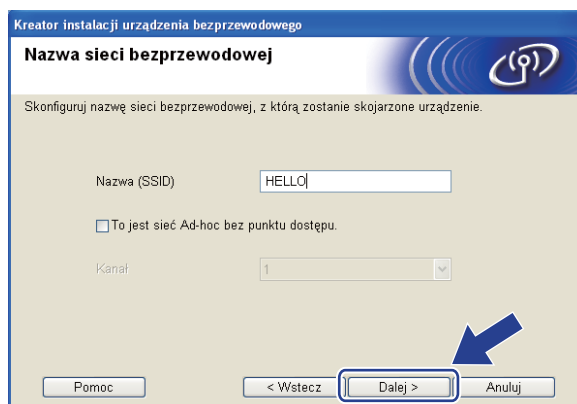 Kreator instalacji urządzenia bezprzewodowego
Nazwa sieci bezprzewodowej
Skonfiguruj nazwę sieci bezprzewodowej, z którą zostanie skojarzone urządzenie.
Nazwa (SSID) HELLO
To jest sieć Ad-hoc bez punktu dostępu.
Kanał 1
Pomoc < Wstecz Dalej > Anuluj